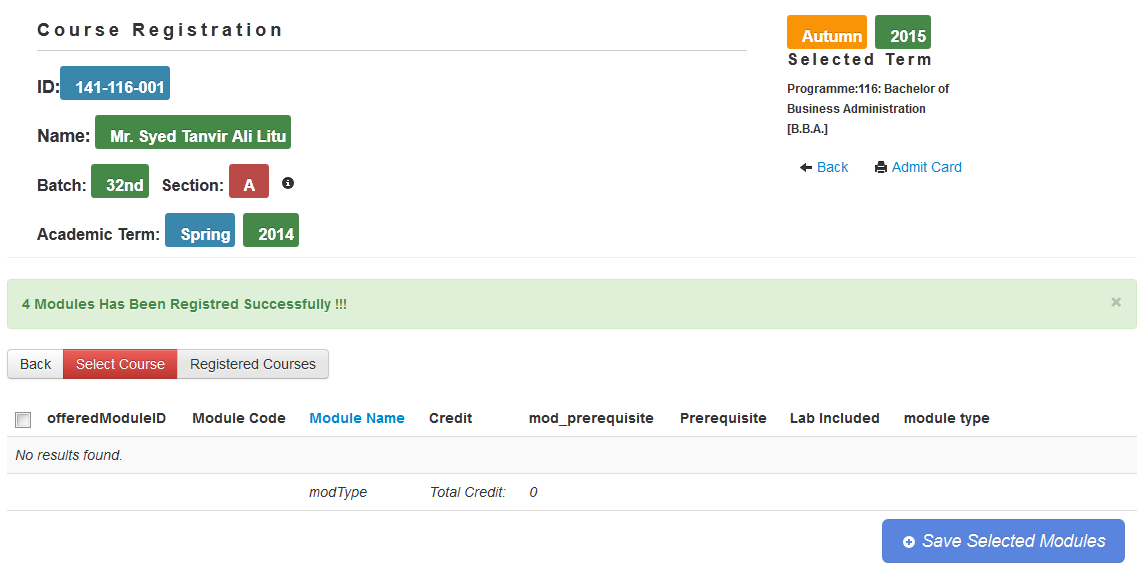 Course Registration
ID: 141-116-001
Name: Mr. Syed Tanvir Ali Litu
Batch: 32nd Section: A
Academic Term: Spring 2014
Autumn 2015
Selected Term
Programme:116: Bachelor of
Business Administration
[B.B.A.]
Back Admit Card
4 Modules Has Been Registred Successfully !!!
×
Back Select Course Registered Courses
offeredModuleID Module Code Module Name Credit mod_prerequisite Prerequisite Lab Included module type
No results found.
modType Total Credit: 0
Save Selected Modules